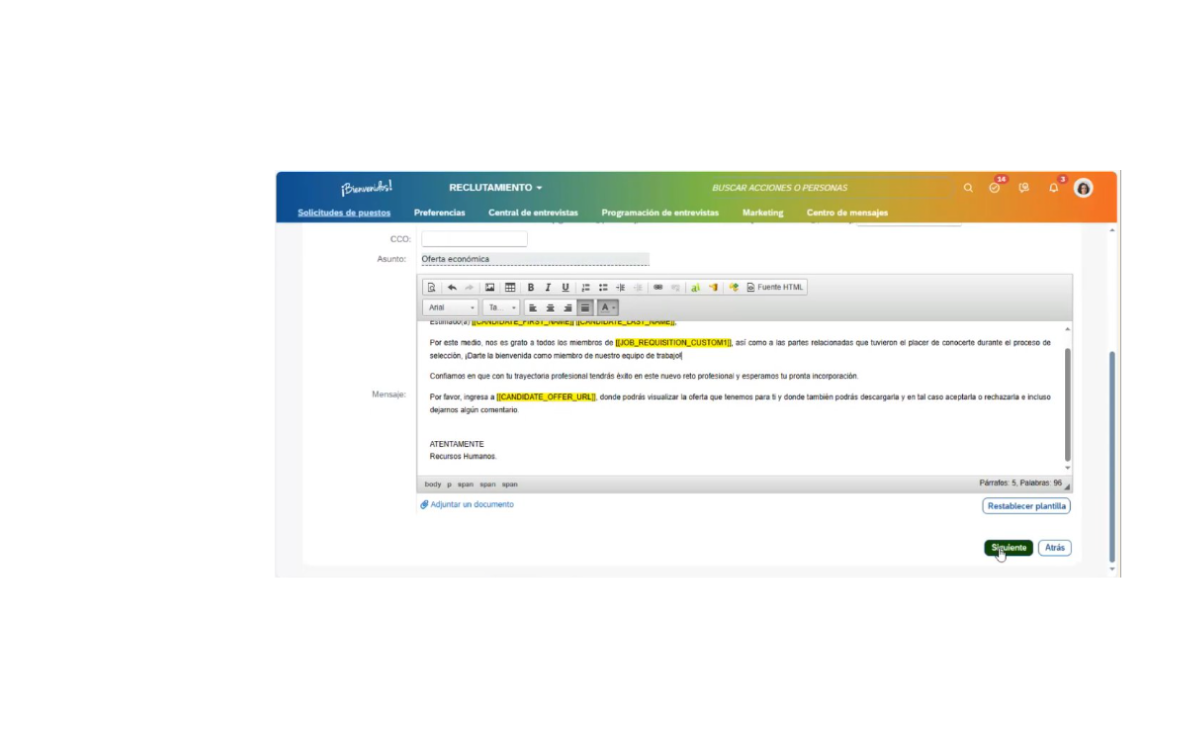 ¡Bienvenidos!
RECLUTAMIENTO
BUSCAR ACCIONES O PERSONAS
3
Solicitudes de puestos
Preferencias
Central de entrevistas
Programación de entrevistas
Marketing
Centro de mensajes
CCO:
Asunto:
Oferta económica
B I U
Fuente HTML
Arial
Ta...
A
Estimado(a) [[CANDIDATE_FIRST_NAME]] [[CANDIDATE_LAST_NAME]],
Por este medio, nos es grato a todos los miembros de [[JOB_REQUISITION_CUSTOM1]], así como a las partes relacionadas que tuvieron el placer de conocerte durante el proceso de
selección, ¡Darte la bienvenida como miembro de nuestro equipo de trabajo!
Confiamos en que con tu trayectoria profesional tendrás éxito en este nuevo reto profesional y esperamos tu pronta incorporación.
Mensaje:
Por favor, ingresa a [[CANDIDATE_OFFER_URL]], donde podrás visualizar la oferta que tenemos para ti y donde también podrás descargarla y en tal caso aceptarla o rechazarla e incluso
dejarnos algún comentario.
ATENTAMENTE
Recursos Humanos.
body p span span span
Párrafos: 5, Palabras: 96
Adjuntar un documento
Restablecer plantilla
Siguiente
Atrás